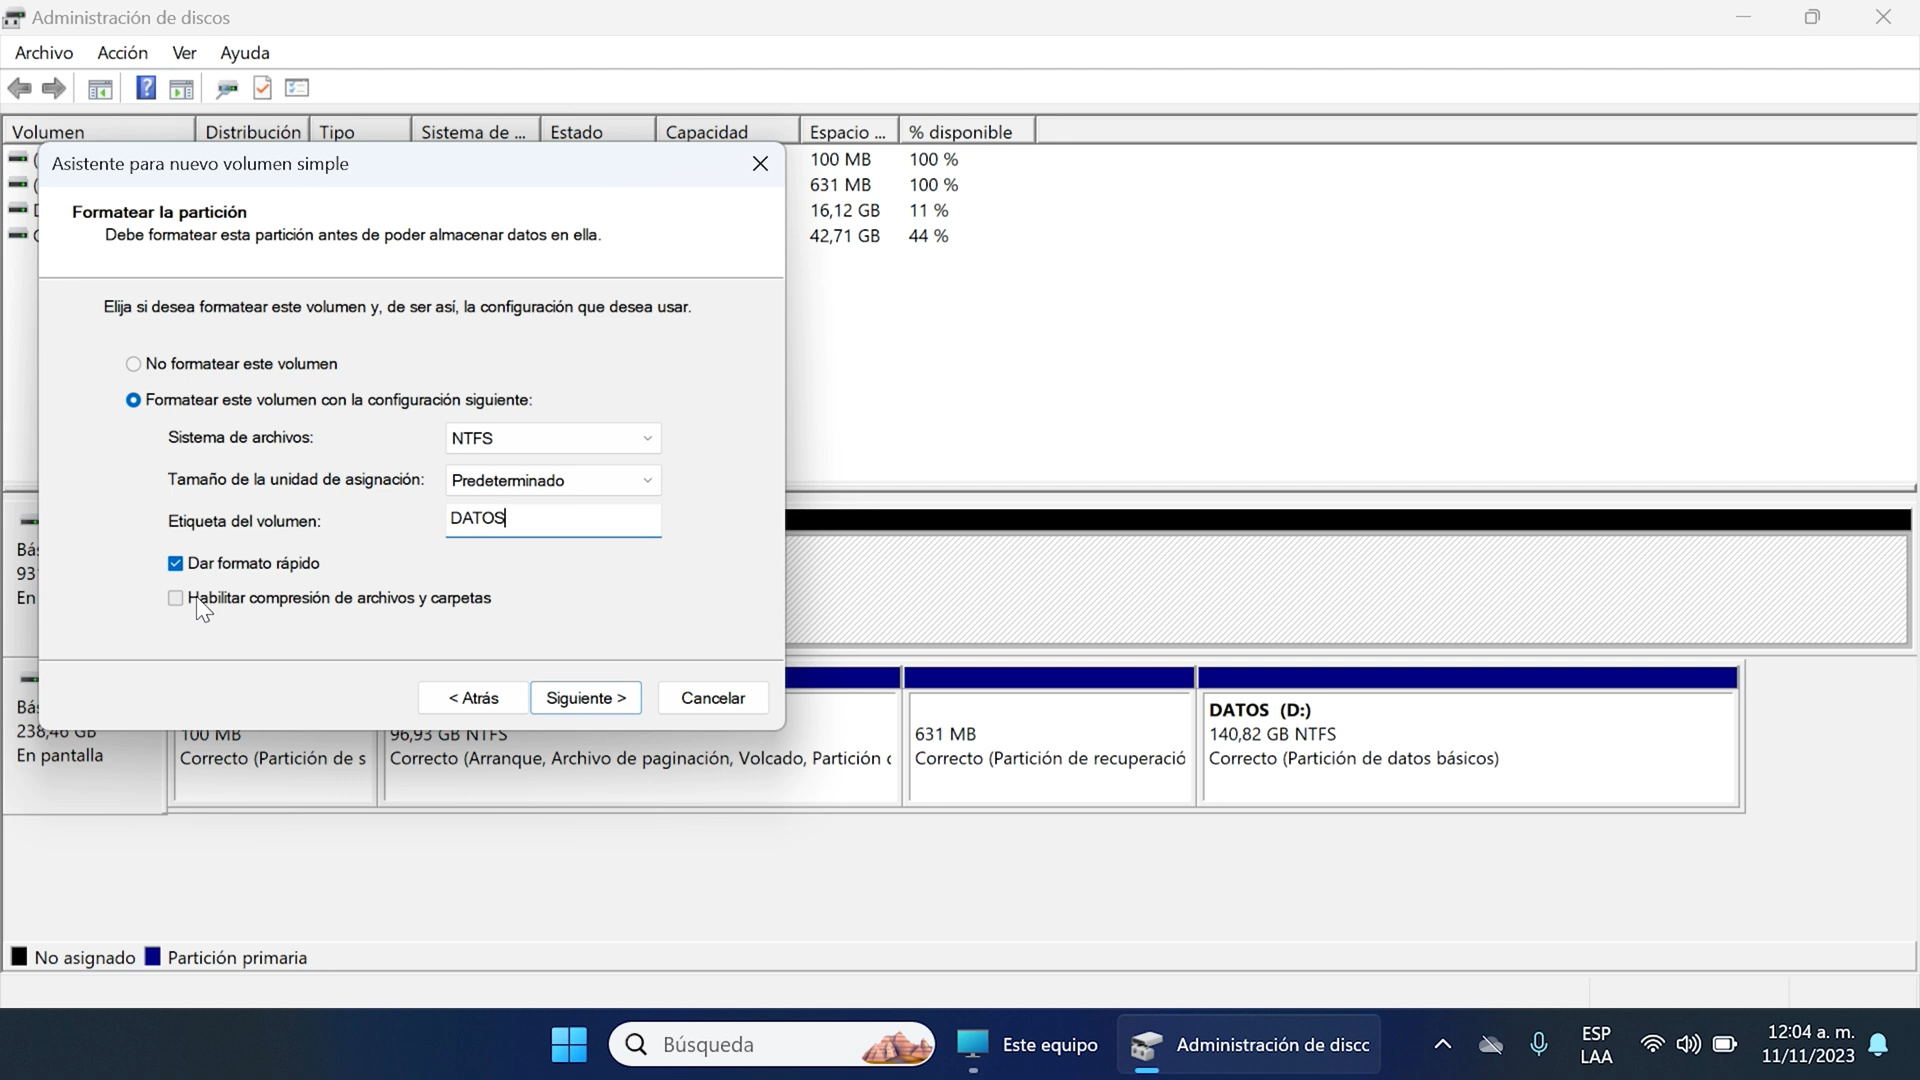 Administración de discos
Archivo Acción Ver Ayuda
Volumen Distribución Tipo Sistema de ... Estado Capacidad Espacio ... % disponible
100 MB 100 %
631 MB 100 %
16,12 GB 11 %
42,71 GB 44 %
Asistente para nuevo volumen simple
Formatear la partición
Debe formatear esta partición antes de poder almacenar datos en ella.
Elija si desea formatear este volumen y, de ser así, la configuración que desea usar.
No formatear este volumen
Formatear este volumen con la configuración siguiente:
Sistema de archivos: NTFS
Tamaño de la unidad de asignación: Predeterminado
Etiqueta del volumen: DATOS
Dar formato rápido
Habilitar compresión de archivos y carpetas
< Atrás Siguiente > Cancelar
Bás
931
En
Bás
238,46 GB
En pantalla
100 MB
Correcto (Partición de s
96,93 GB NTFS
Correcto (Arranque, Archivo de paginación, Volcado, Partición c
631 MB
Correcto (Partición de recuperació
DATOS (D:)
140,82 GB NTFS
Correcto (Partición de datos básicos)
No asignado Partición primaria
Búsqueda Este equipo Administración de discc
ESP
LAA
12:04 a. m.
11/11/2023